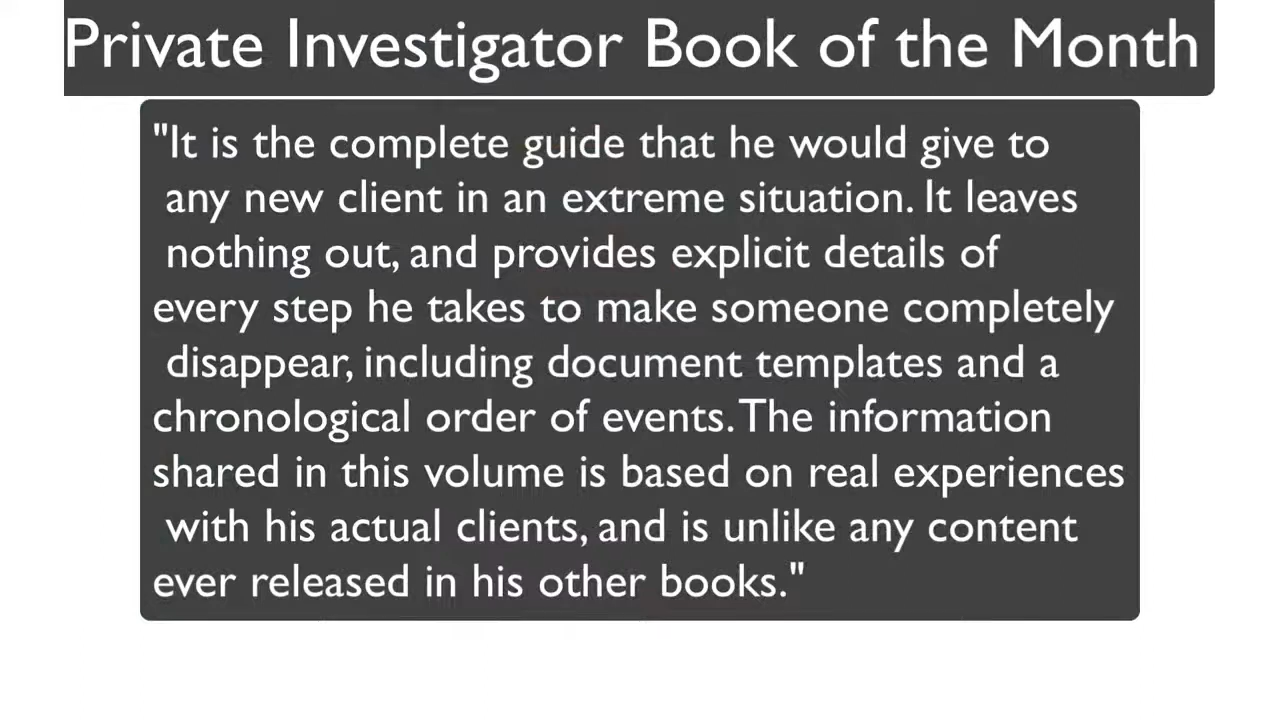 Private Investigator Book of the Month
"It is the complete guide that he would give to
any new client in an extreme situation. It leaves
nothing out, and provides explicit details of
every step he takes to make someone completely
disappear, including document templates and a
chronological order of events. The information
shared in this volume is based on real experiences
with his actual clients, and is unlike any content
ever released in his other books."